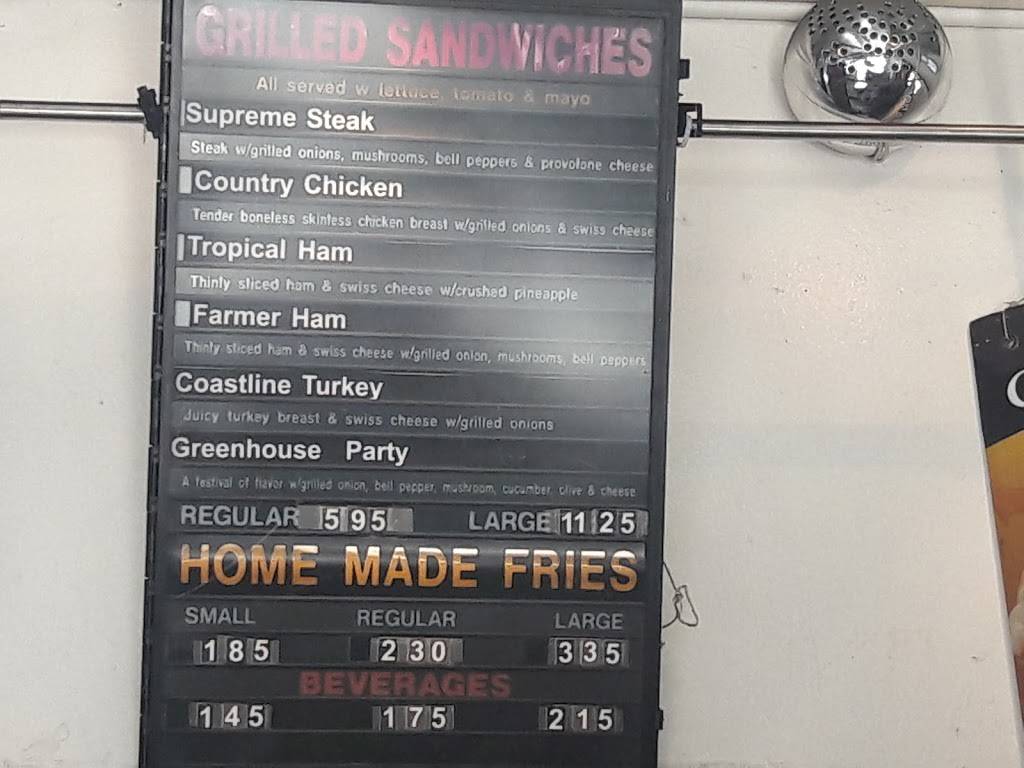 GRILLED SANDWICHES
All served w lettuce, tomato & mayo
Supreme Steak
Steak w/grilled onions, mushrooms, bell peppers & provolone cheese
Country Chicken
Tender boneless skinless chicken breast w/grilled onions & swiss cheese
Tropical Ham
Thinly sliced ham & swiss cheese w/crushed pineapple
Farmer Ham
Thinly sliced ham & swiss cheese w/grilled onion, mushrooms, bell peppers
Coastline Turkey
Juicy turkey breast & swiss cheese w/grilled onions
Greenhouse Party
A festival of flavor w/grilled onion, bell pepper, mushroom, cucumber, olive & cheese
REGULAR 595 LARGE 11 25
HOME MADE FRIES
SMALL REGULAR LARGE
185 230 335
BEVERAGES
145 175 215